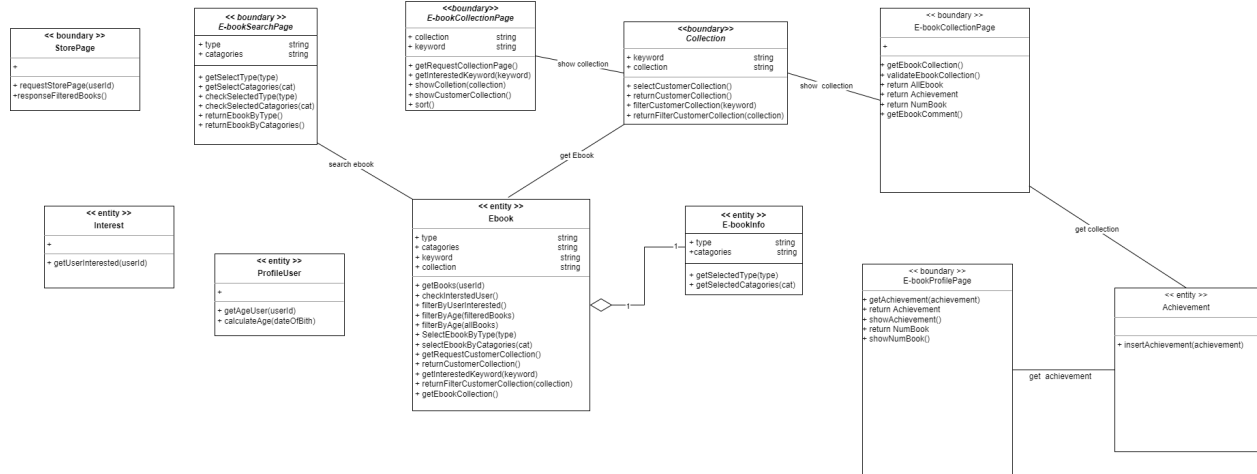 << boundary >>
StorePage
+
+ requestStorePage(userId)
+responseFilteredBooks()
<< boundary >>
E-bookSearchPage
+ type string
+ catagories string
+ getSelectType(type)
+ getSelectCatagories(cat)
+ checkSelectedType(type)
+ checkSelectedCatagories(cat)
+ returnEbookByType()
+ returnEbookByCatagories()
<< boundary >>
E-bookCollectionPage
+ collection string
+ keyword string
+ getRequestCollectionPage()
+ getInterestedKeyword(keyword)
+ showColletion(collection)
+ showCustomerCollection()
+ sort()
show collection
<<boundary>>
Collection
+ keyword string
+ collection string
+ selectCustomerCollection()
+ returnCustomerCollection()
+ filterCustomerCollection(keyword)
+ returnFilterCustomerCollection(collection)
show collection
<< boundary >>
E-bookCollectionPage
+
+ getEbookCollection()
+ validateEbookCollection()
+ return AllEbook
+ return Achievement
+ return NumBook
+ getEbookComment()
search ebook
get Ebook
get collection
<< entity >>
Interest
+
+ getUserInterested(userId)
<< entity >>
ProfileUser
+
+ getAgeUser(userId)
+ calculateAge(dateOfBith)
<< entity >>
Ebook
+ type string
+ catagories string
+ keyword string
+ collection string
+ getBooks(userId)
+ checkInterstedUser()
+ filterByUserInterested()
+ filterByAge(filteredBooks)
+ filterByAge(allBooks)
+ SelectEbookByType(type)
+ selectEbookByCatagories(cat)
+ getRequestCustomerCollection()
+ returnCustomerCollection()
+ getInterestedKeyword(keyword)
+ returnFilterCustomerCollection(collection)
+ getEbookCollection()
1
1
<< entity >>
E-bookInfo
+ type string
+catagories string
+ getSelectedType(type)
+ getSelectedCatagories(cat)
<< boundary >>
E-bookProfilePage
+ getAchievement(achievement)
+ return Achievement
+ showAchievement()
+ return NumBook
+ showNumBook()
get achievement
<< entity >>
Achievement
+ insertAchievement(achievement)